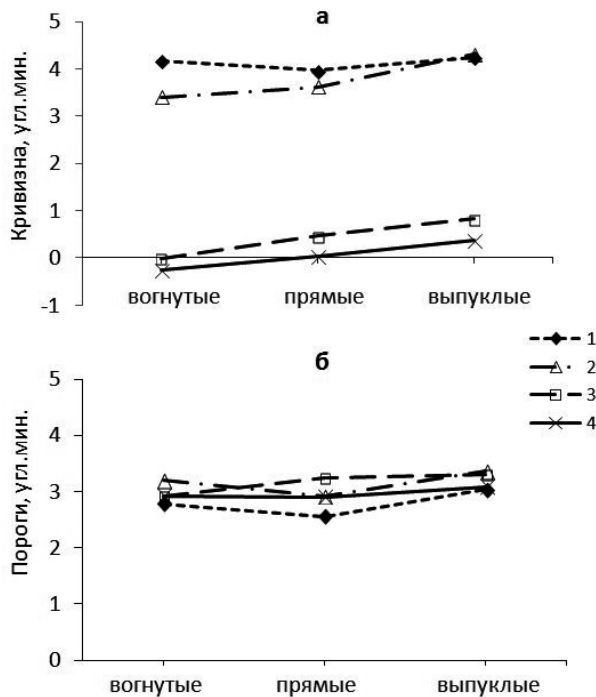 а
Кривизна, угл.мин.
5
4
3
2
1
0
-1
вогнутые прямые выпуклые
1
2
3
4
б
Пороги, угл.мин.
5
4
3
2
1
0
вогнутые прямые выпуклые